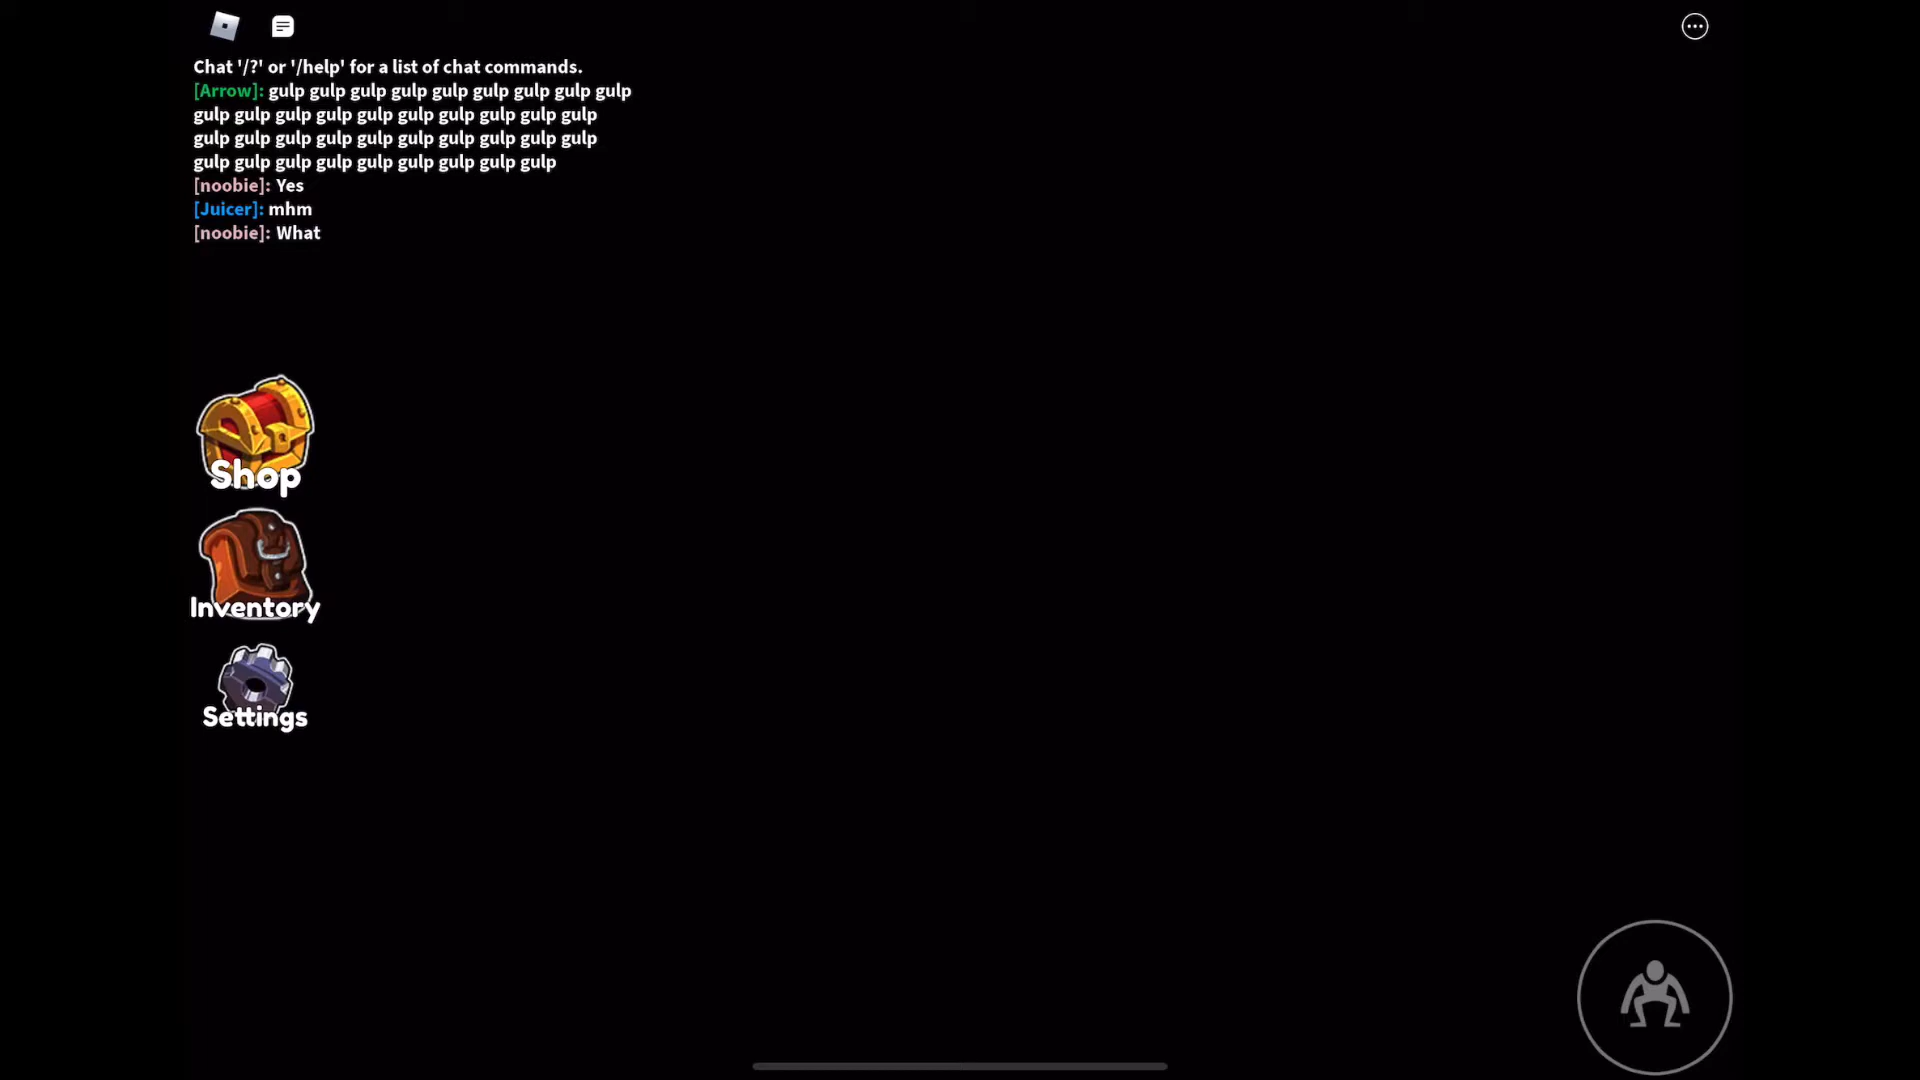 Chat '/?' or '/help' for a list of chat commands.
[Arrow]: gulp gulp gulp gulp gulp gulp gulp gulp gulp
gulp gulp gulp gulp gulp gulp gulp gulp gulp gulp
gulp gulp gulp gulp gulp gulp gulp gulp gulp gulp
gulp gulp gulp gulp gulp gulp gulp gulp gulp
[noobie]: Yes
[Juicer]: mhm
[noobie]: What
Shop
Inventory
Settings